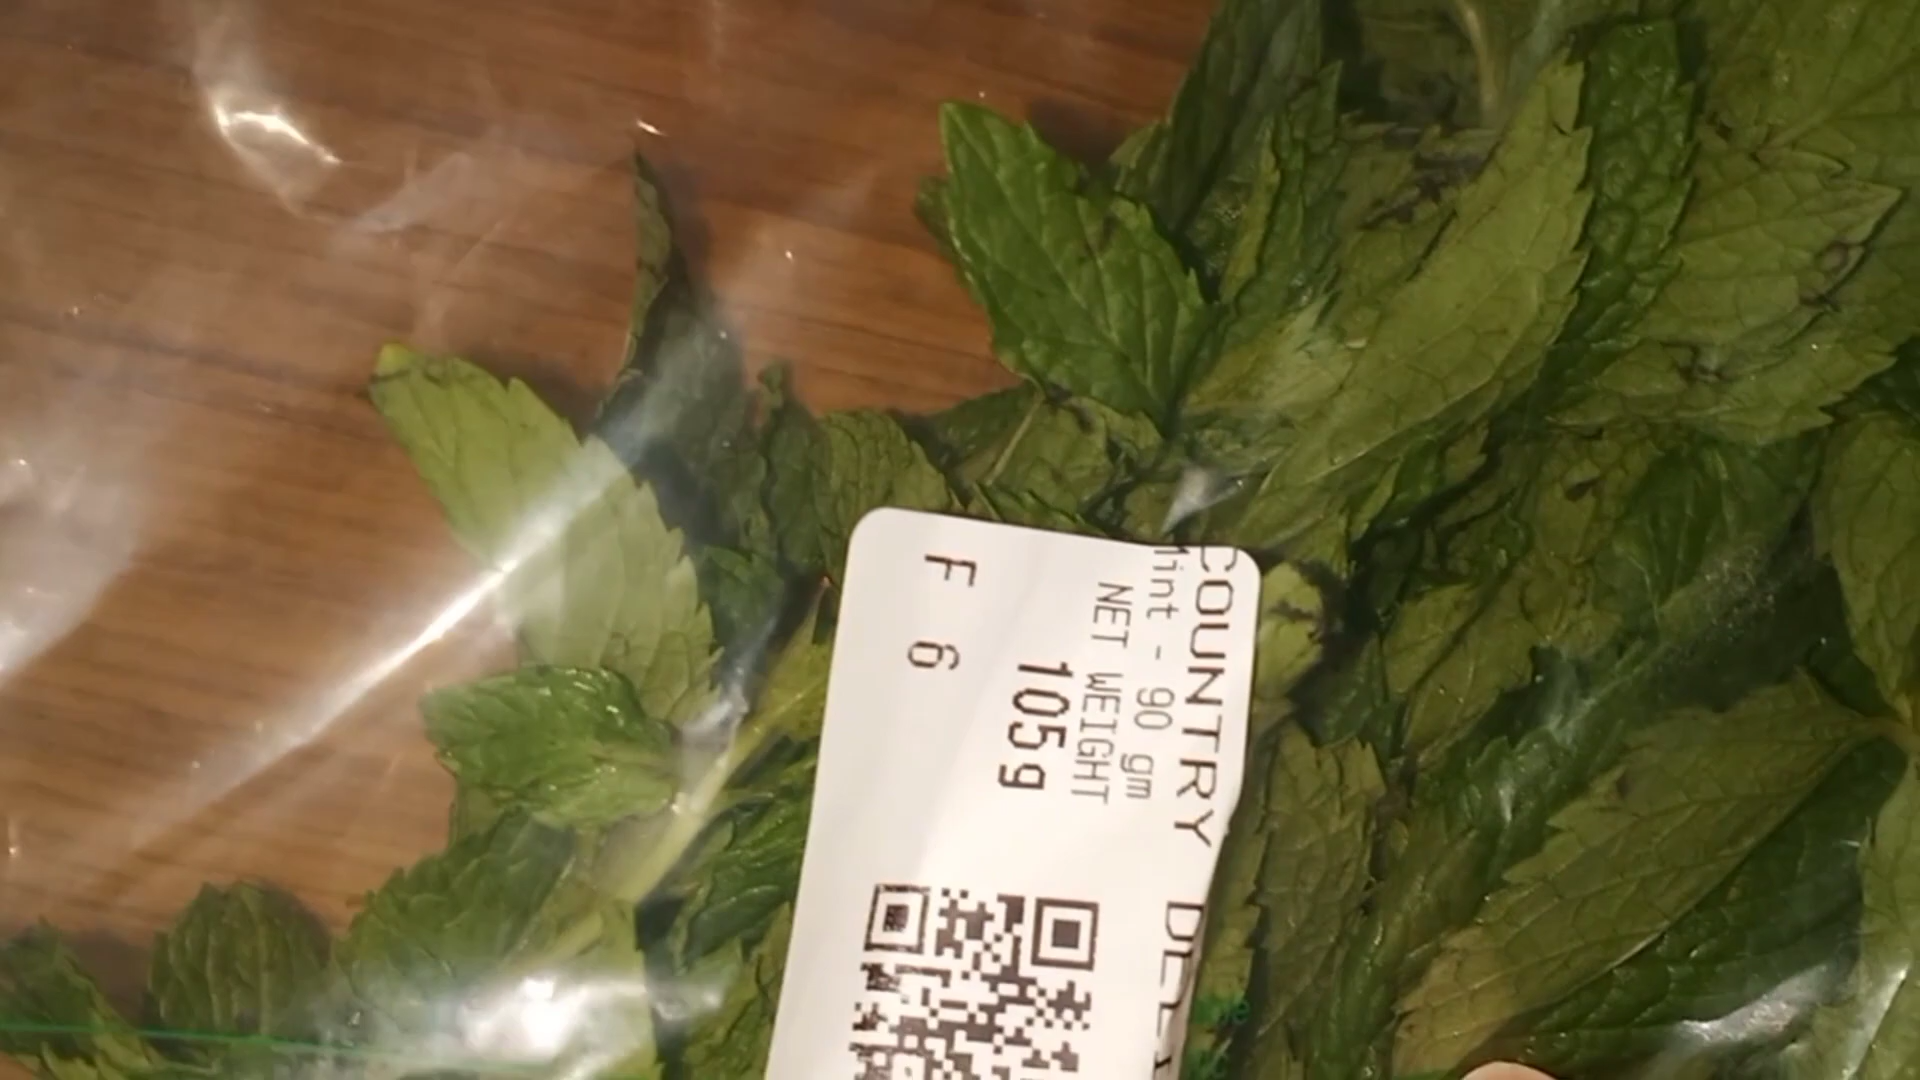 COUNTRY
Mint - 90 gm
NET WEIGHT
105g
F 6